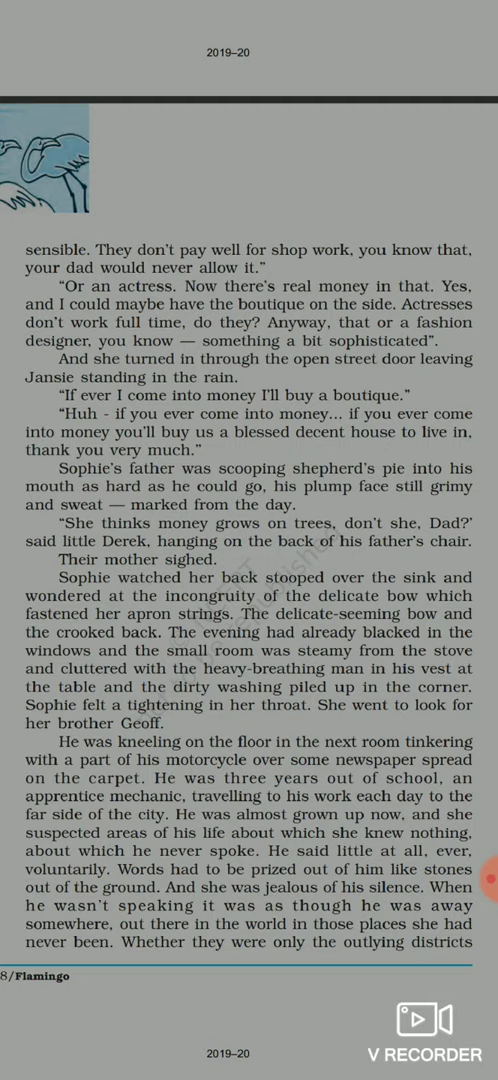 2019–20
sensible. They don't pay well for shop work, you know that,
your dad would never allow it."
"Or an actress. Now there's real money in that. Yes,
and I could maybe have the boutique on the side. Actresses
don't work full time, do they? Anyway, that or a fashion
designer, you know — something a bit sophisticated".
And she turned in through the open street door leaving
Jansie standing in the rain.
"If ever I come into money I'll buy a boutique."
"Huh - if you ever come into money... if you ever come
into money you'll buy us a blessed decent house to live in,
thank you very much."
Sophie's father was scooping shepherd's pie into his
mouth as hard as he could go, his plump face still grimy
and sweat — marked from the day.
"She thinks money grows on trees, don't she, Dad?'
said little Derek, hanging on the back of his father's chair.
Their mother sighed.
Sophie watched her back stooped over the sink and
wondered at the incongruity of the delicate bow which
fastened her apron strings. The delicate-seeming bow and
the crooked back. The evening had already blacked in the
windows and the small room was steamy from the stove
and cluttered with the heavy-breathing man in his vest at
the table and the dirty washing piled up in the corner.
Sophie felt a tightening in her throat. She went to look for
her brother Geoff.
He was kneeling on the floor in the next room tinkering
with a part of his motorcycle over some newspaper spread
on the carpet. He was three years out of school, an
apprentice mechanic, travelling to his work each day to the
far side of the city. He was almost grown up now, and she
suspected areas of his life about which she knew nothing,
about which he never spoke. He said little at all, ever,
voluntarily. Words had to be prized out of him like stones
out of the ground. And she was jealous of his silence. When
he wasn't speaking it was as though he was away
somewhere, out there in the world in those places she had
never been. Whether they were only the outlying districts
8/Flamingo
2019–20
V RECORDER